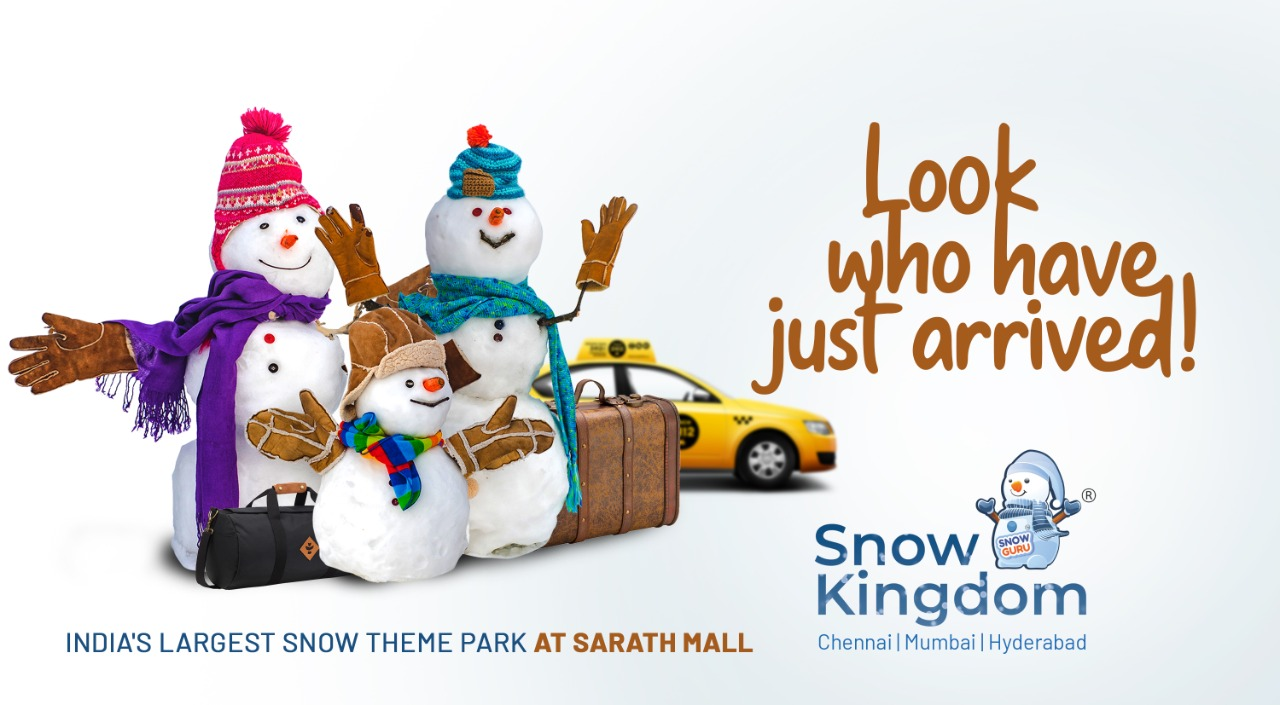 Look
who have
just arrived!
SNOW
GURU
®
Snow
Kingdom
Chennai | Mumbai | Hyderabad
INDIA'S LARGEST SNOW THEME PARK AT SARATH MALL